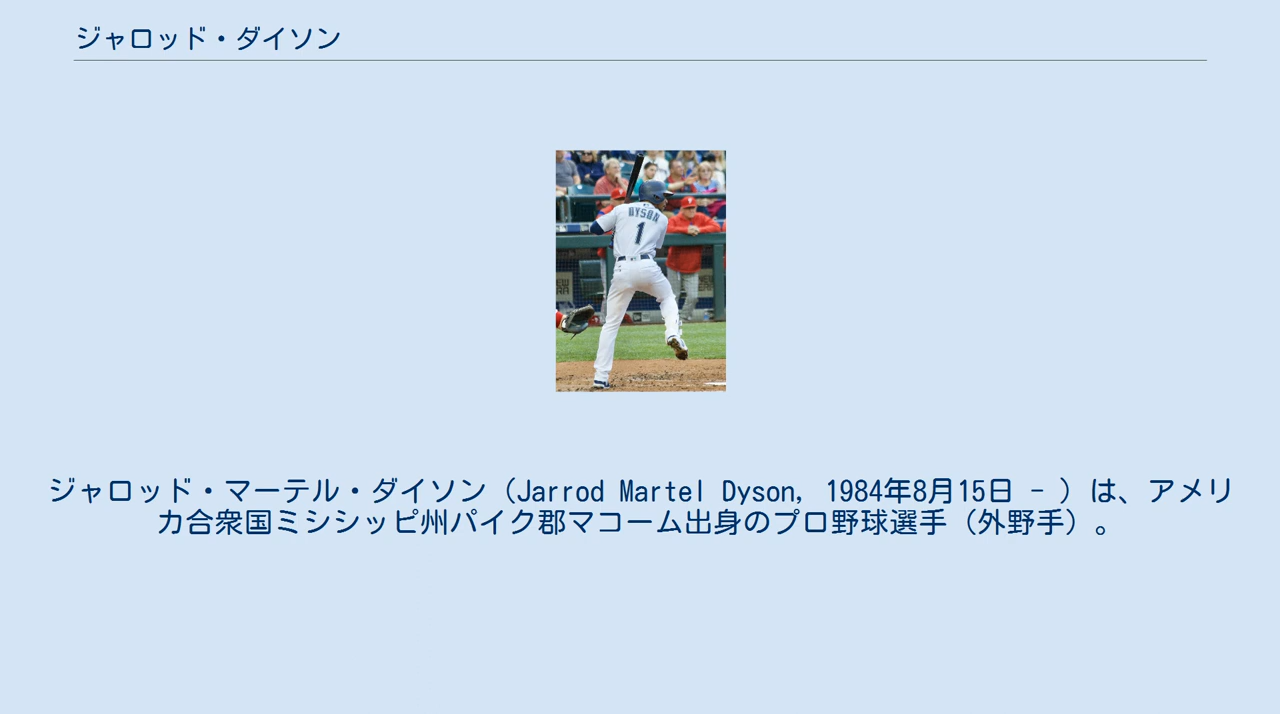 ジャロッド・ダイソン
DYSON
1
ジャロッド・マーテル・ダイソン（Jarrod Martel Dyson, 1984年8月15日 - ）は、アメリ
カ合衆国ミシシッピ州パイク郡マコーム出身のプロ野球選手（外野手）。